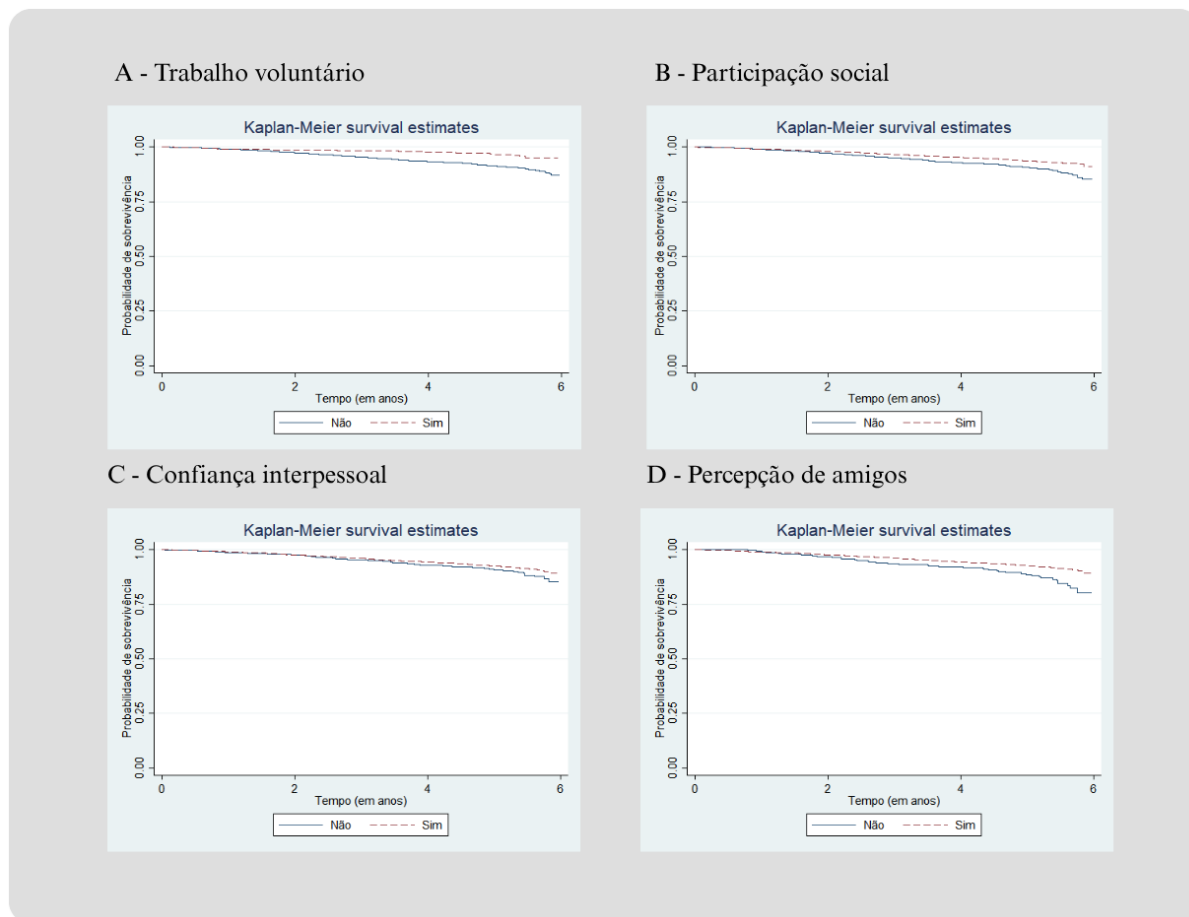 A - Trabalho voluntário
Kaplan-Meier survival estimates
Probabilidade de sobrevivência
1.00
0.75
0.50
0.25
0.00
0 2 4 6
Tempo (em anos)
Não Sim
B - Participação social
Kaplan-Meier survival estimates
Probabilidade de sobrevivência
1.00
0.75
0.50
0.25
0.00
0 2 4 6
Tempo (em anos)
Não Sim
C - Confiança interpessoal
Kaplan-Meier survival estimates
Probabilidade de sobrevivência
1.00
0.75
0.50
0.25
0.00
0 2 4 6
Tempo (em anos)
Não Sim
D - Percepção de amigos
Kaplan-Meier survival estimates
Probabilidade de sobrevivência
1.00
0.75
0.50
0.25
0.00
0 2 4 6
Tempo (em anos)
Não Sim